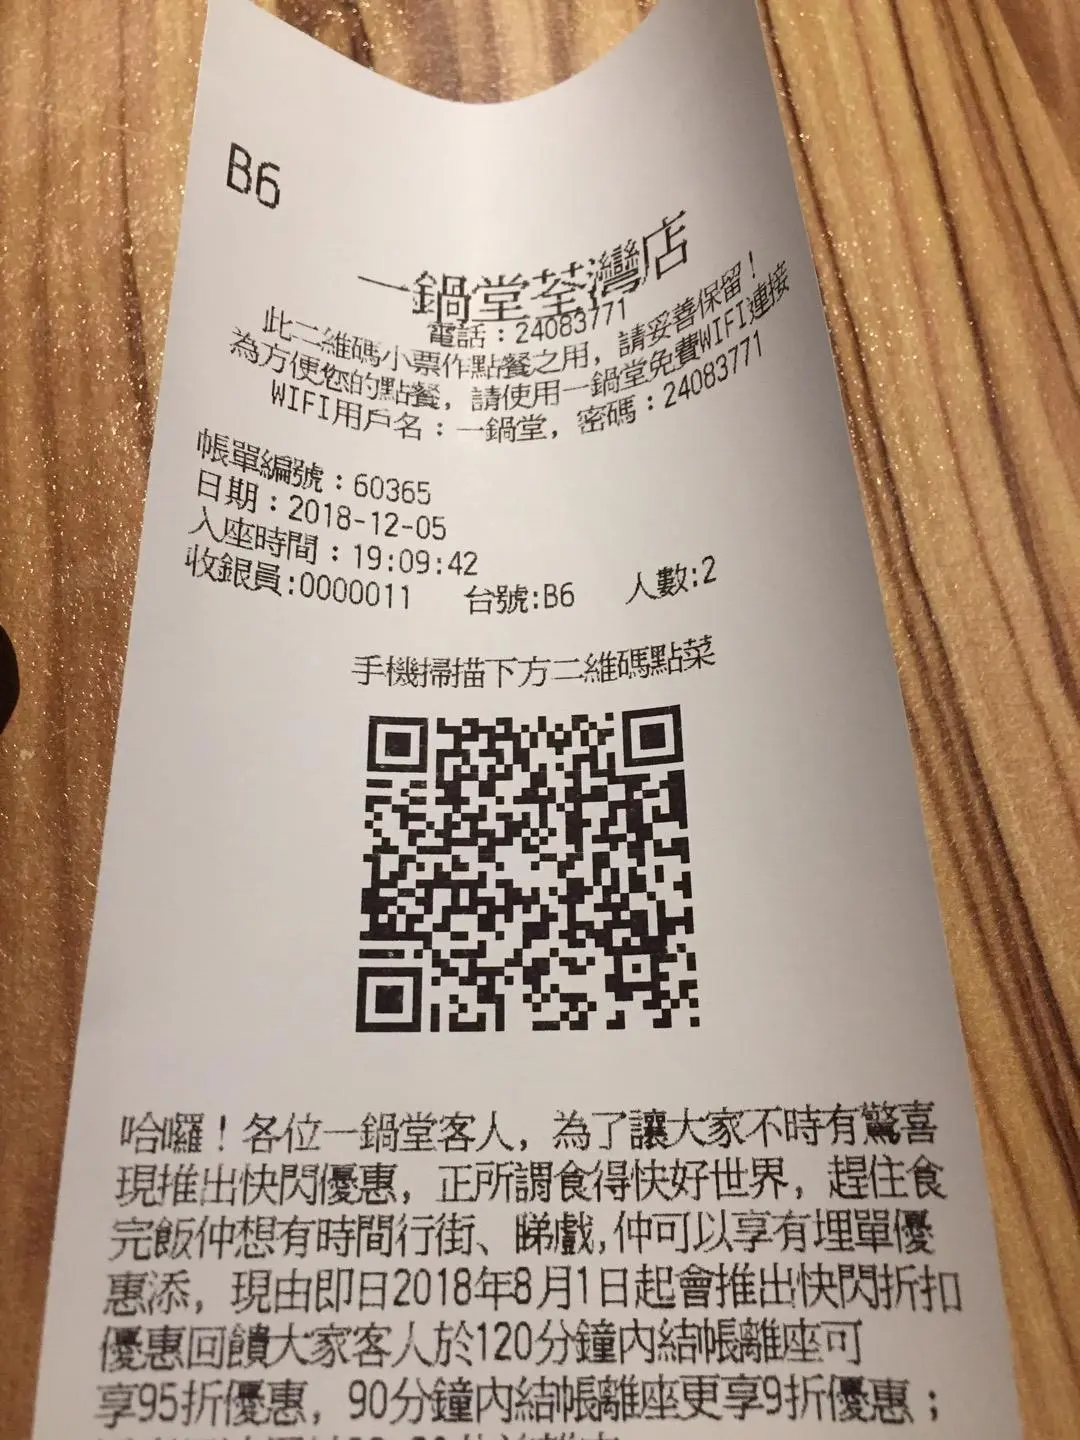 B6
一鍋堂荃灣店
電話：24083771
此二維碼小票作點餐之用，請妥善保留！
為方便您的點餐，請使用一鍋堂免費WIFI連接
WIFI用戶名：一鍋堂，密碼：24083771
帳單編號：60365
日期：2018-12-05
入座時間：19:09:42
收銀員:0000011 台號:B6 人數:2
手機掃描下方二維碼點菜
哈囉！各位一鍋堂客人，為了讓大家不時有驚喜
現推出快閃優惠，正所謂食得快好世界，趕住食
完飯仲想有時間行街、睇戲,仲可以享有埋單優
惠添，現由即日2018年8月1日起會推出快閃折扣
優惠回饋大家客人於120分鐘內結帳離座可
享95折優惠，90分鐘內結帳離座更享9折優惠；